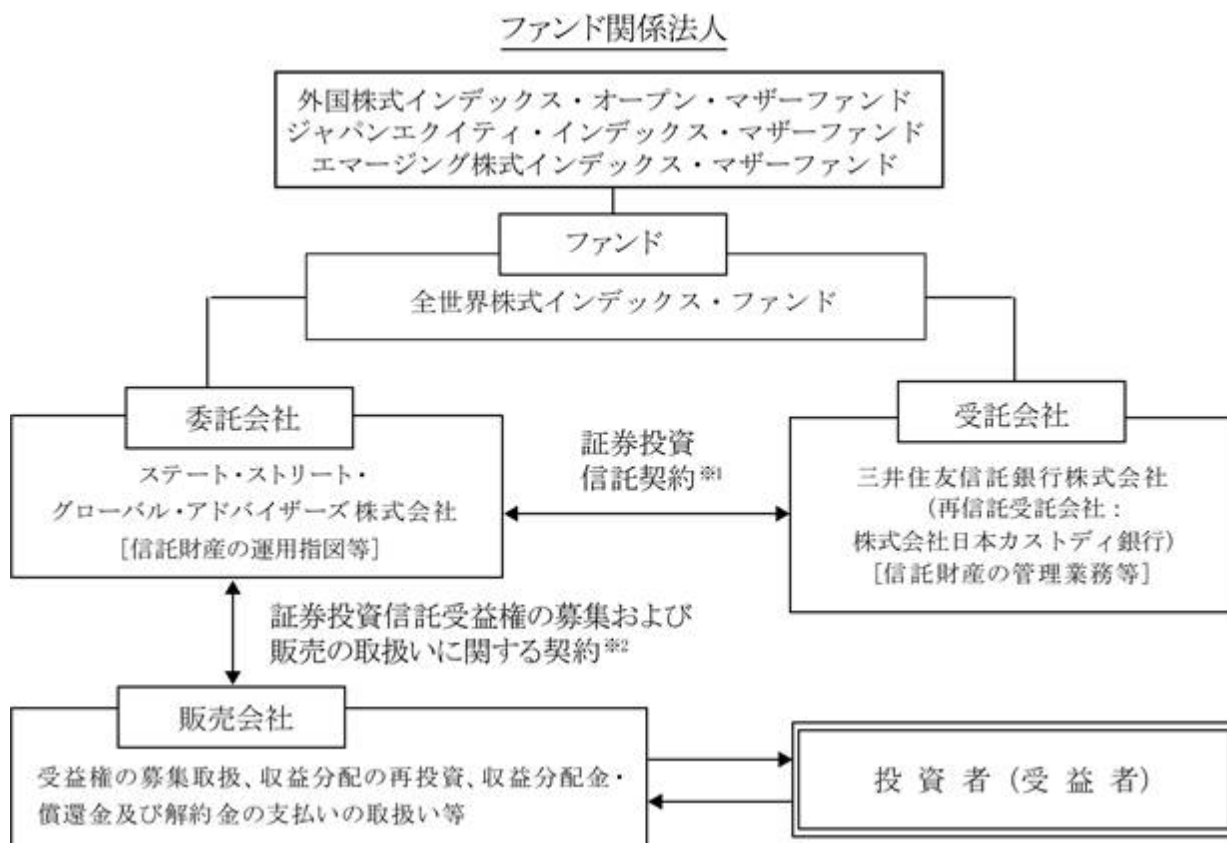 ファンド関係法人
外国株式インデックス・オープン・マザーファンド
ジャパンエクイティ・インデックス・マザーファンド
エマージング株式インデックス・マザーファンド
ファンド
全世界株式インデックス・ファンド
委託会社
ステート・ストリート・
グローバル・アドバイザーズ株式会社
[信託財産の運用指図等]
証券投資
信託契約※1
受託会社
三井住友信託銀行株式会社
(再信託受託会社:
株式会社日本カストディ銀行)
[信託財産の管理業務等]
証券投資信託受益権の募集および
販売の取扱いに関する契約※2
販売会社
受益権の募集取扱、収益分配の再投資、収益分配金・
償還金及び解約金の支払いの取扱い等
投資者(受益者)